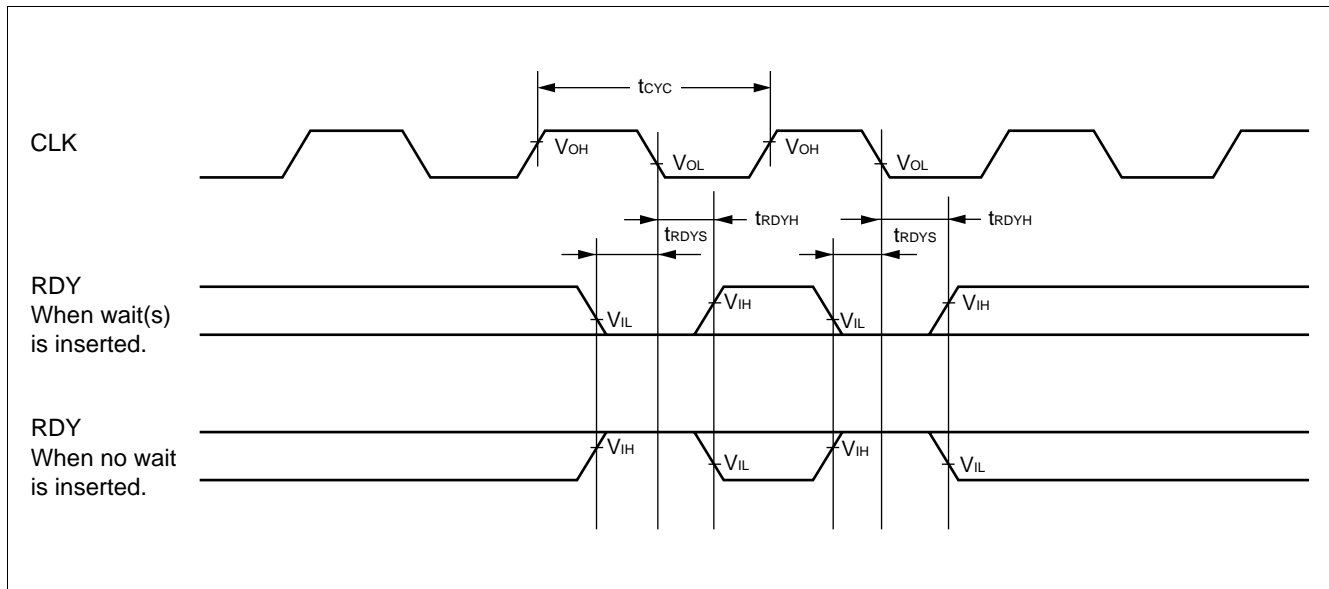 tCYC
CLK
VOH
VOL
VOH
VOL
tRDYH
tRDYH
tRDYS
tRDYS
RDY
When wait(s)
is inserted.
VIL
VIH
VIL
VIH
RDY
When no wait
is inserted.
VIH
VIL
VIH
VIL